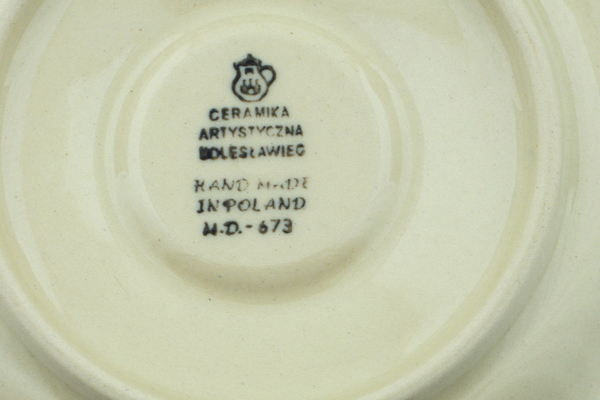 CERAMIKA
ARTYSTYCZNA
BOLESŁAWIEC
HAND MADE
IN POLAND
M.D.-673